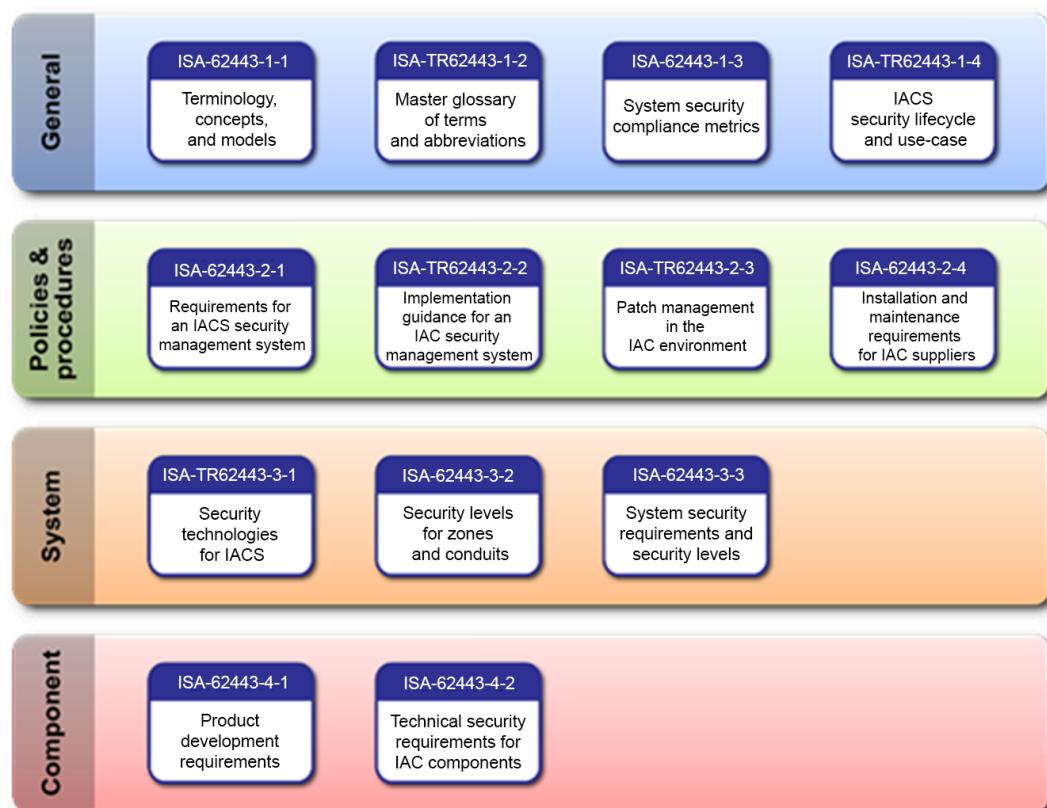 General
ISA-62443-1-1
Terminology,
concepts,
and models
ISA-TR62443-1-2
Master glossary
of terms
and abbreviations
ISA-62443-1-3
System security
compliance metrics
ISA-TR62443-1-4
IACS
security lifecycle
and use-case
Policies &
procedures
ISA-62443-2-1
Requirements for
an IACS security
management system
ISA-TR62443-2-2
Implementation
guidance for an
IAC security
management system
ISA-TR62443-2-3
Patch management
in the
IAC environment
ISA-62443-2-4
Installation and
maintenance
requirements
for IAC suppliers
System
ISA-TR62443-3-1
Security
technologies
for IACS
ISA-62443-3-2
Security levels
for zones
and conduits
ISA-62443-3-3
System security
requirements and
security levels
Component
ISA-62443-4-1
Product
development
requirements
ISA-62443-4-2
Technical security
requirements for
IAC components